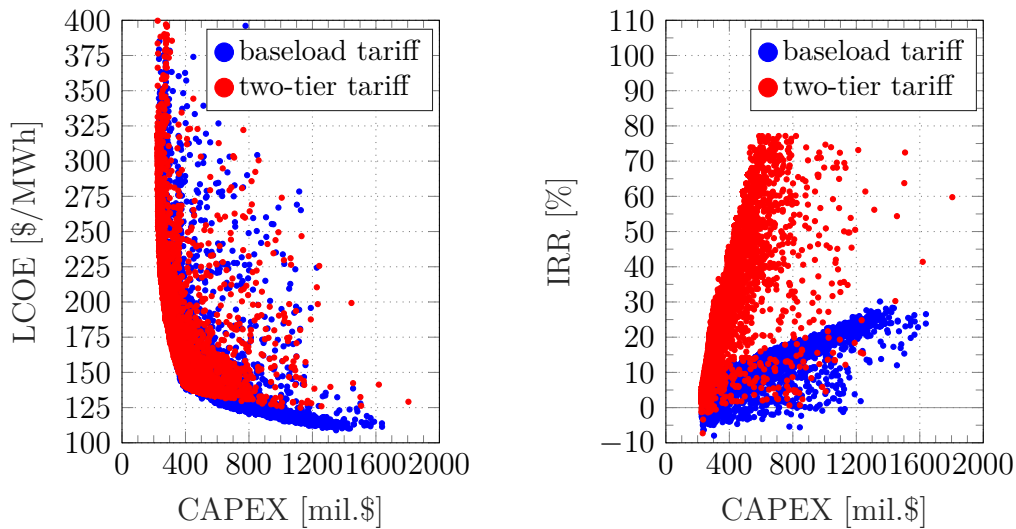 400
375
350
325
300
275
250
225
200
175
150
125
100
LCOE [$/MWh]
baseload tariff
two-tier tariff
0 400 800 1200 1600 2000
CAPEX [mil.$]
110
100
90
80
70
60
50
40
30
20
10
0
−10
IRR [%]
baseload tariff
two-tier tariff
0 400 800 1200 1600 2000
CAPEX [mil.$]